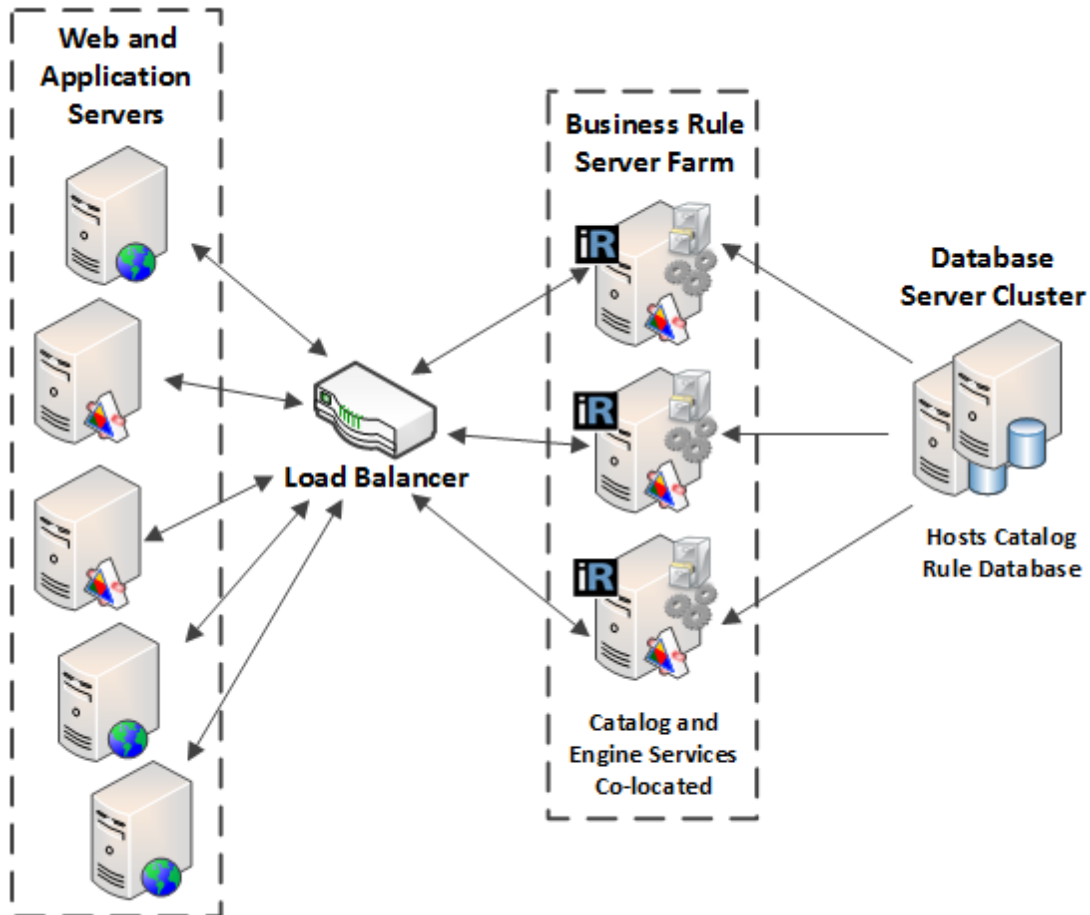 Web and
Application
Servers
Business Rule
Server Farm
iR
iR
iR
Database
Server Cluster
Load Balancer
Hosts Catalog
Rule Database
Catalog and
Engine Services
Co-located